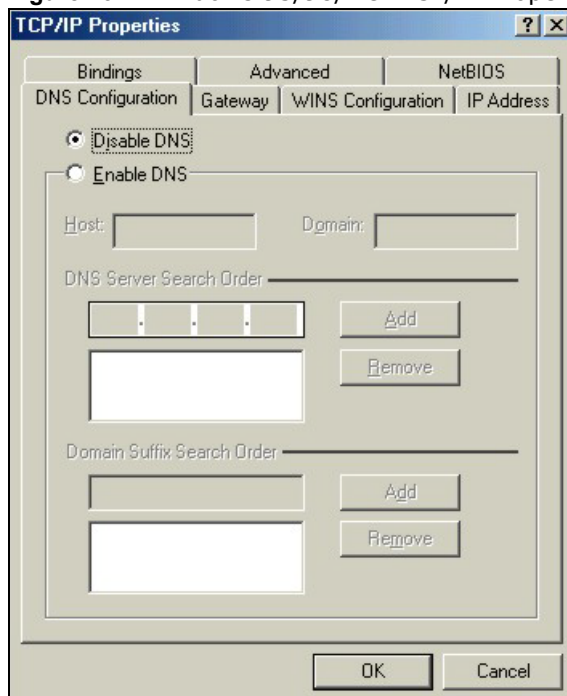 TCP/IP Properties
Bindings Advanced NetBIOS
DNS Configuration Gateway WINS Configuration IP Address
Disable DNS
Enable DNS
Host: Domain:
DNS Server Search Order
Add
Remove
Domain Suffix Search Order
Add
Remove
OK Cancel